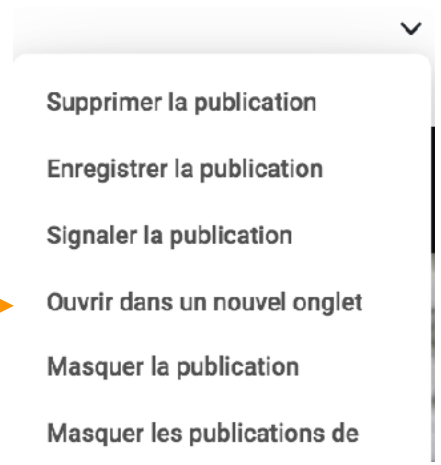 Supprimer la publication
Enregistrer la publication
Signaler la publication
Ouvrir dans un nouvel onglet
Masquer la publication
Masquer les publications de